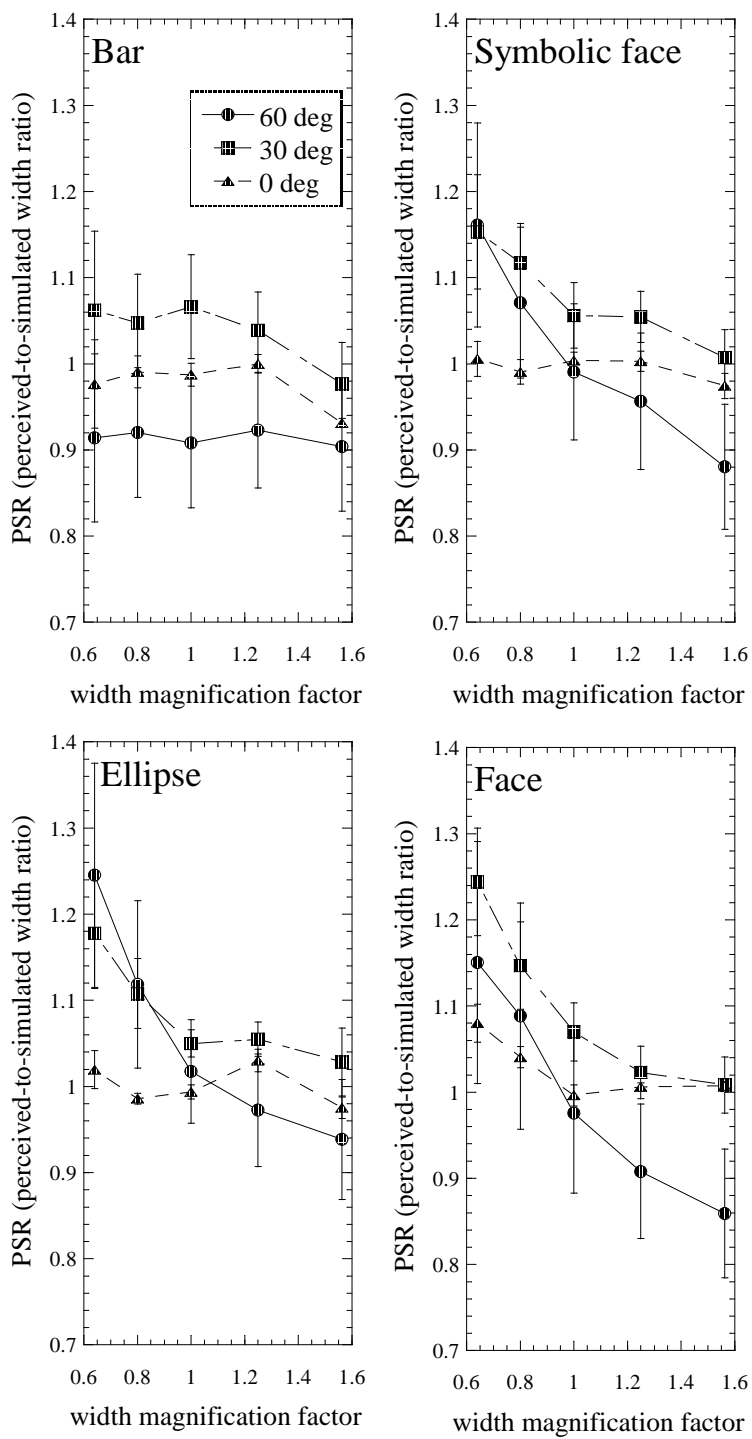 Bar
60 deg
30 deg
0 deg
PSR (perceived-to-simulated width ratio)
1.4
1.3
1.2
1.1
1
0.9
0.8
0.7
0.6 0.8 1 1.2 1.4 1.6
width magnification factor
Symbolic face
PSR (perceived-to-simulated width ratio)
1.4
1.3
1.2
1.1
1
0.9
0.8
0.7
0.6 0.8 1 1.2 1.4 1.6
width magnification factor
Ellipse
PSR (perceived-to-simulated width ratio)
1.4
1.3
1.2
1.1
1
0.9
0.8
0.7
0.6 0.8 1 1.2 1.4 1.6
width magnification factor
Face
PSR (perceived-to-simulated width ratio)
1.4
1.3
1.2
1.1
1
0.9
0.8
0.7
0.6 0.8 1 1.2 1.4 1.6
width magnification factor